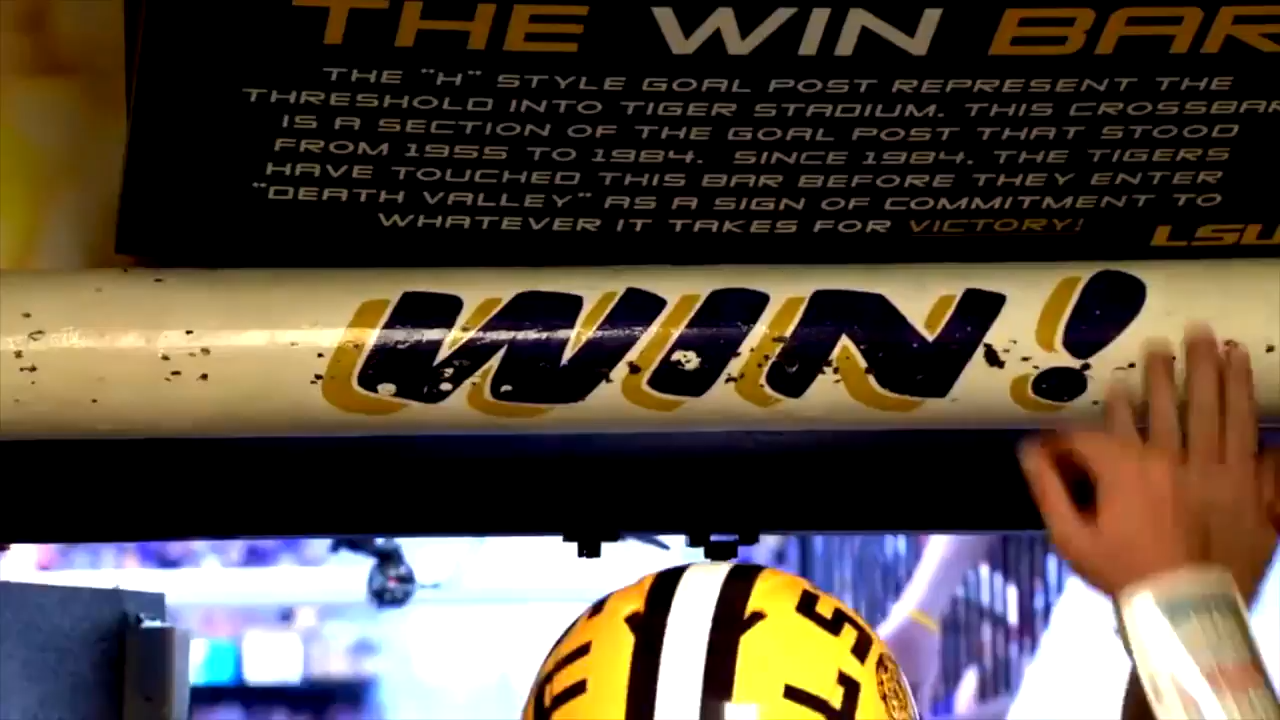 THE WIN BAR
THE "H" STYLE GOAL POST REPRESENT THE
THRESHOLD INTO TIGER STADIUM. THIS CROSSBAR
IS A SECTION OF THE GOAL POST THAT STOOD
FROM 1955 TO 1984. SINCE 1984. THE TIGERS
HAVE TOUCHED THIS BAR BEFORE THEY ENTER
"DEATH VALLEY" AS A SIGN OF COMMITMENT TO
WHATEVER IT TAKES FOR VICTORY!
LSU
WIN!
LS